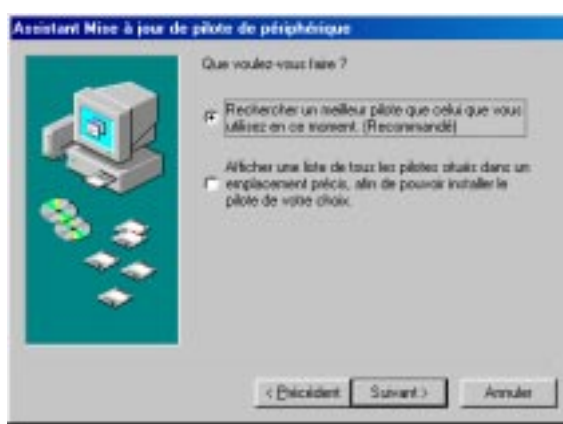 Assistant Mise à jour de pilote de périphérique
Que voulez-vous faire ?
Rechercher un meilleur pilote que celui que vous
utilisez en ce moment. (Recommandé)
Afficher une liste de tous les pilotes situés dans un
emplacement précis, afin de pouvoir installer le
pilote de votre choix.
< Précédent
Suivant >
Annuler